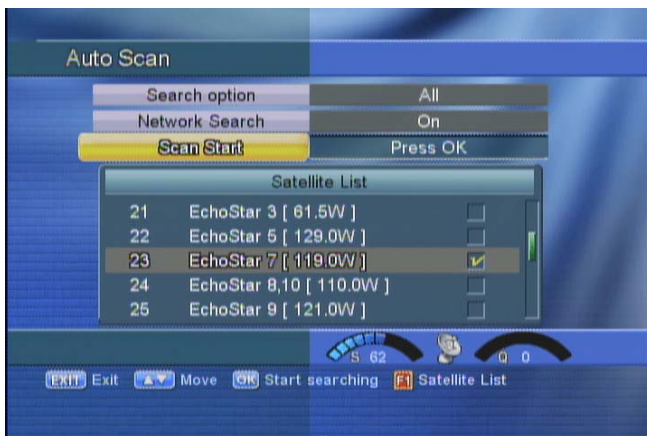 Auto Scan
Search option All
Network Search On
Scan Start Press OK
Satellite List
21 EchoStar 3 [ 61.5W ]
22 EchoStar 5 [ 129.0W ]
23 EchoStar 7 [ 119.0W ]
24 EchoStar 8,10 [ 110.0W ]
25 EchoStar 9 [ 121.0W ]
S 62 Q 0
EXIT Exit ▲▼ Move OK Start searching F1 Satellite List